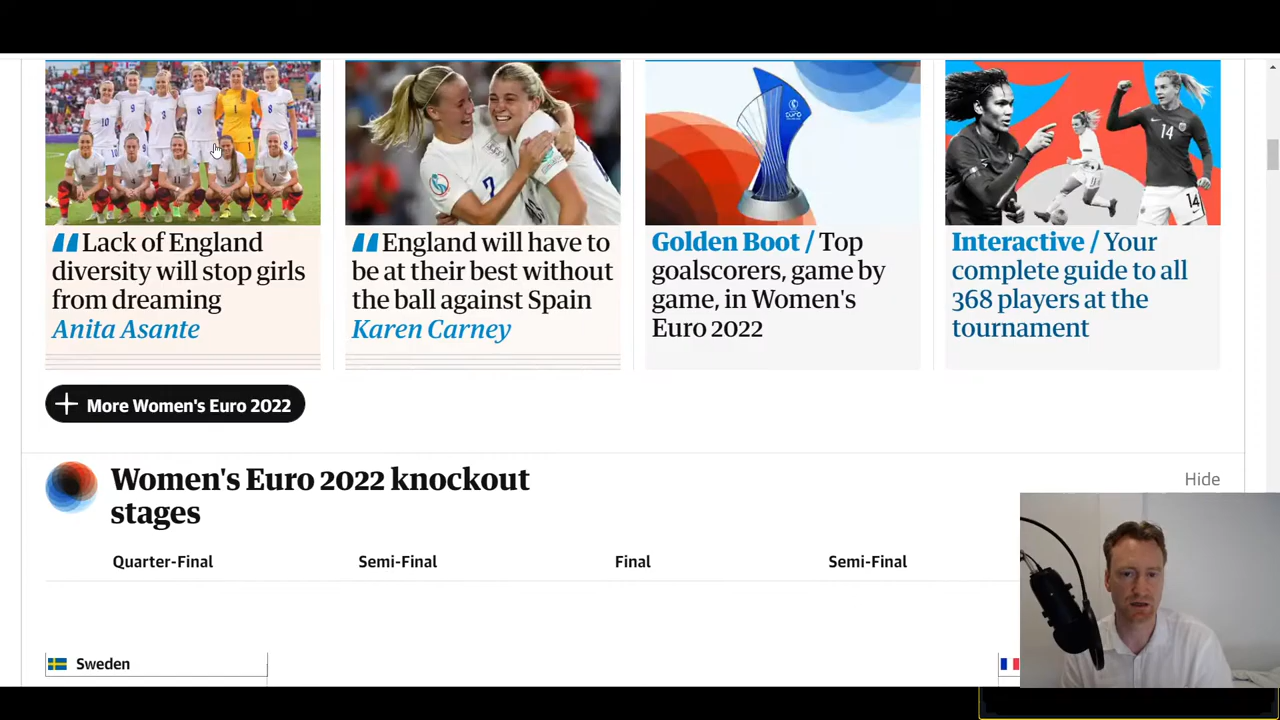 Lack of England
diversity will stop girls
from dreaming
Anita Asante
England will have to
be at their best without
the ball against Spain
Karen Carney
Golden Boot / Top
goalscorers, game by
game, in Women's
Euro 2022
Interactive / Your
complete guide to all
368 players at the
tournament
More Women's Euro 2022
Women's Euro 2022 knockout
stages
Hide
Quarter-Final
Semi-Final
Final
Semi-Final
Sweden